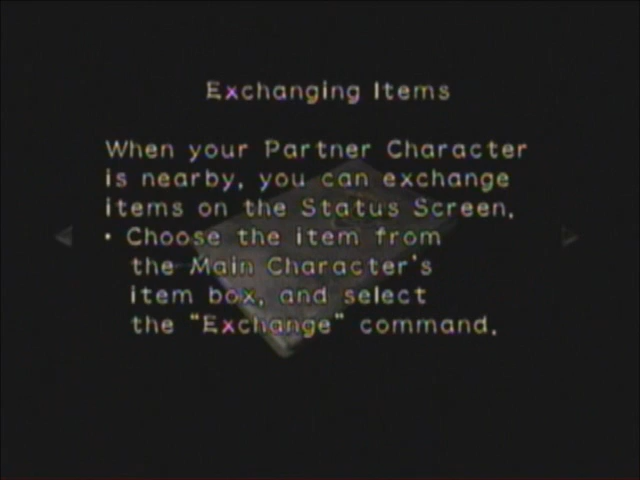 Exchanging Items
When your Partner Character
is nearby, you can exchange
items on the Status Screen.
· Choose the item from
the Main Character's
item box, and select
the "Exchange" command.